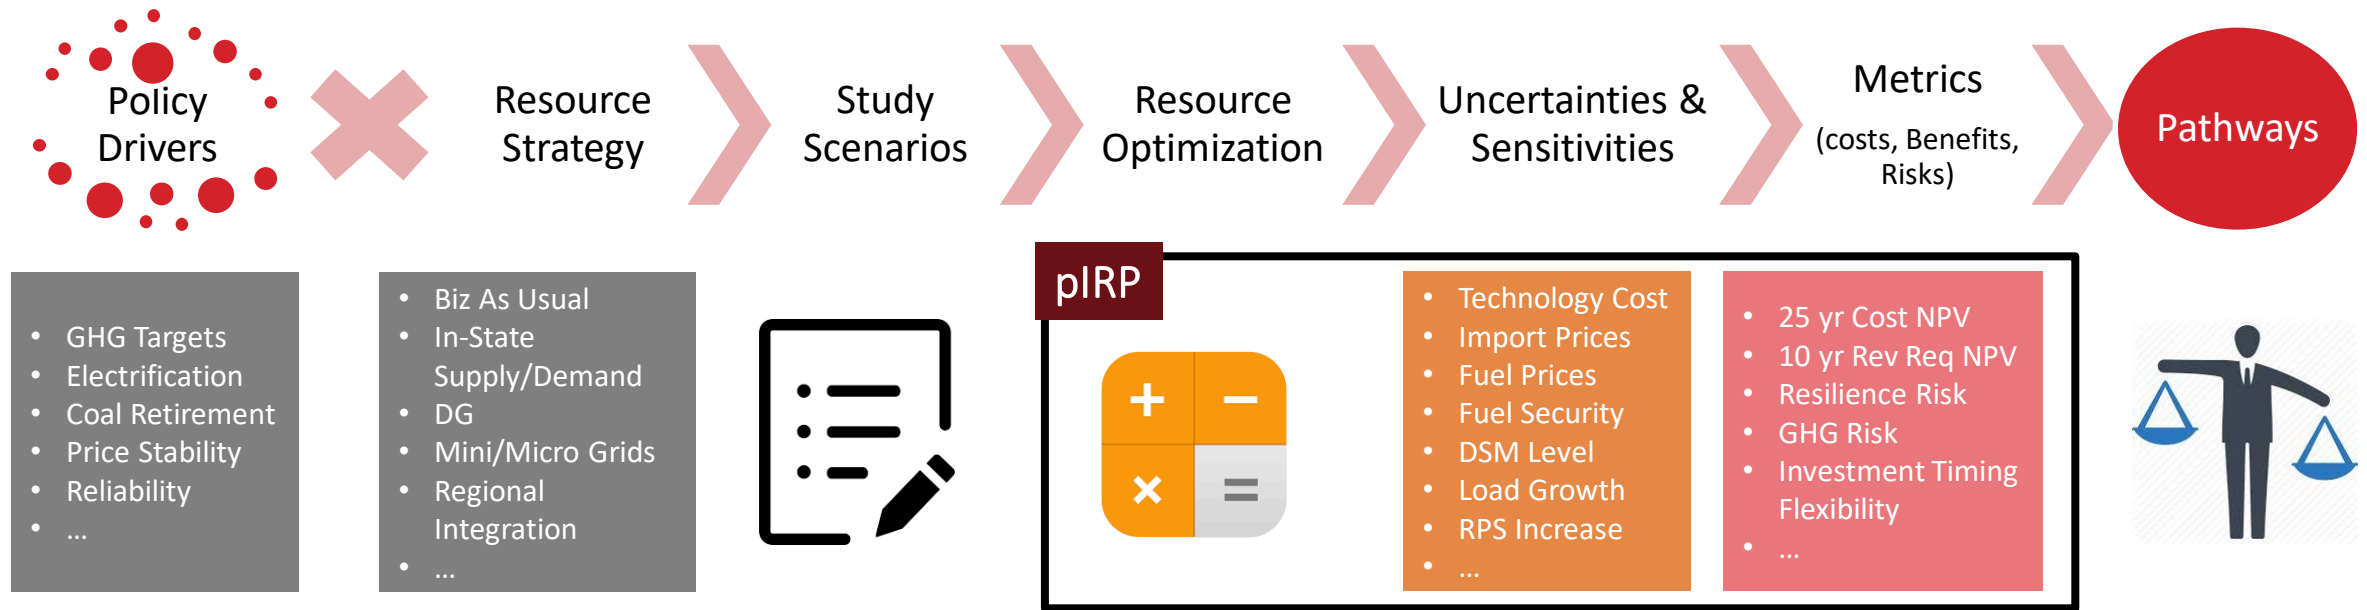 Policy
Drivers
Resource
Strategy
Study
Scenarios
Resource
Optimization
Uncertainties &
Sensitivities
Metrics
(costs, Benefits,
Risks)
Pathways
• GHG Targets
• Electrification
• Coal Retirement
• Price Stability
• Reliability
• ...
• Biz As Usual
• In-State
Supply/Demand
• DG
• Mini/Micro Grids
• Regional
Integration
• ...
pIRP
+ −
× =
• Technology Cost
• Import Prices
• Fuel Prices
• Fuel Security
• DSM Level
• Load Growth
• RPS Increase
• ...
• 25 yr Cost NPV
• 10 yr Rev Req NPV
• Resilience Risk
• GHG Risk
• Investment Timing
Flexibility
• ...